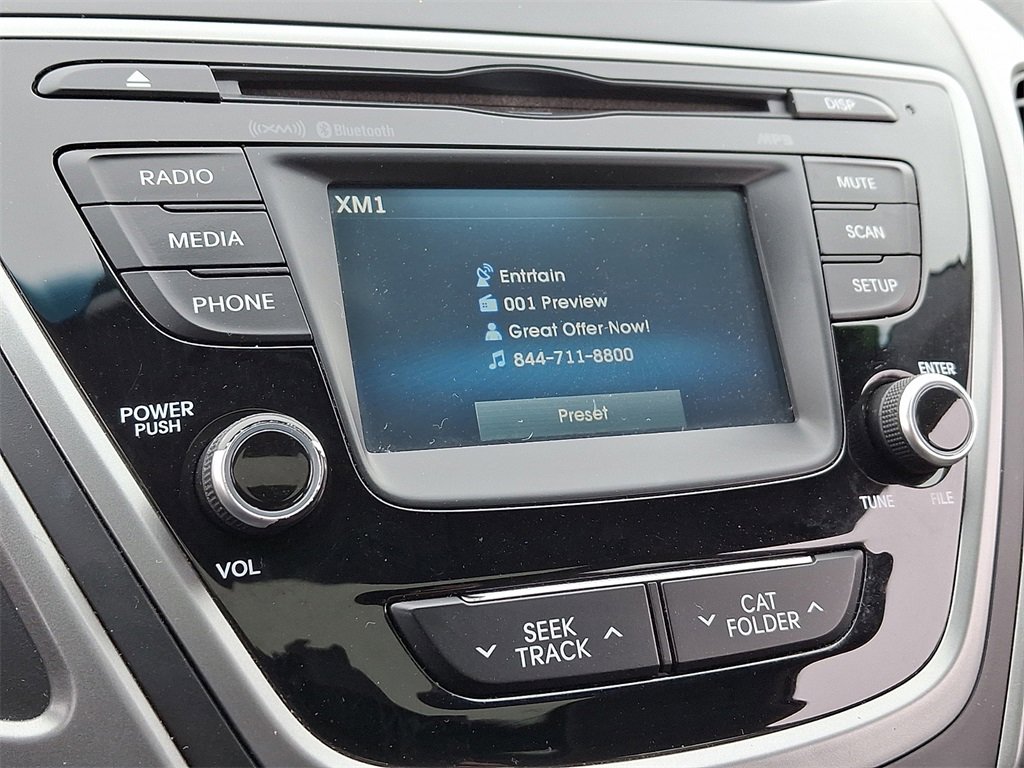 DISP
((XM)) Bluetooth
MP3
RADIO
MEDIA
PHONE
MUTE
SCAN
SETUP
XM1
Entrtain
001 Preview
Great Offer Now!
844-711-8800
Preset
POWER
PUSH
VOL
ENTER
TUNE FILE
SEEK
TRACK
CAT
FOLDER